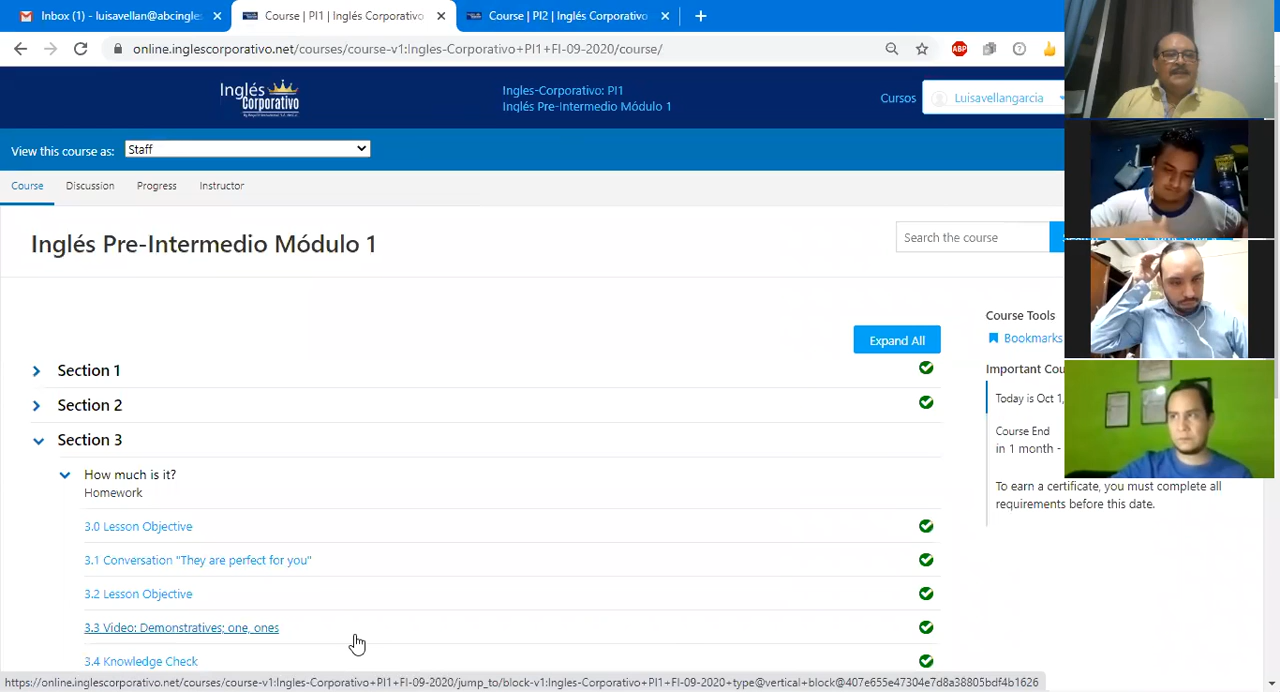 Inbox (1) - luisavellan@abcingles
Course | PI1 | Inglés Corporativo
Course | PI2 | Inglés Corporativo
online.inglescorporativo.net/courses/course-v1:Ingles-Corporativo+PI1+FI-09-2020/course/
ABP
Inglés Corporativo
Ingles-Corporativo: PI1
Inglés Pre-Intermedio Módulo 1
Cursos
Luisavellangarcia
View this course as:
Staff
Course
Discussion
Progress
Instructor
Inglés Pre-Intermedio Módulo 1
Search the course
Expand All
Course Tools
Bookmarks
Section 1
Important Cou
Today is Oct 1,
Section 2
Course End
in 1 month -
Section 3
How much is it?
Homework
To earn a certificate, you must complete all
requirements before this date.
3.0 Lesson Objective
3.1 Conversation "They are perfect for you"
3.2 Lesson Objective
3.3 Video: Demonstratives; one, ones
3.4 Knowledge Check
https://online.inglescorporativo.net/courses/course-v1:Ingles-Corporativo+PI1+FI-09-2020/jump_to/block-v1:Ingles-Corporativo+PI1+FI-09-2020+type@vertical+block@407e655e47304e7d8a38805bdf4b1626